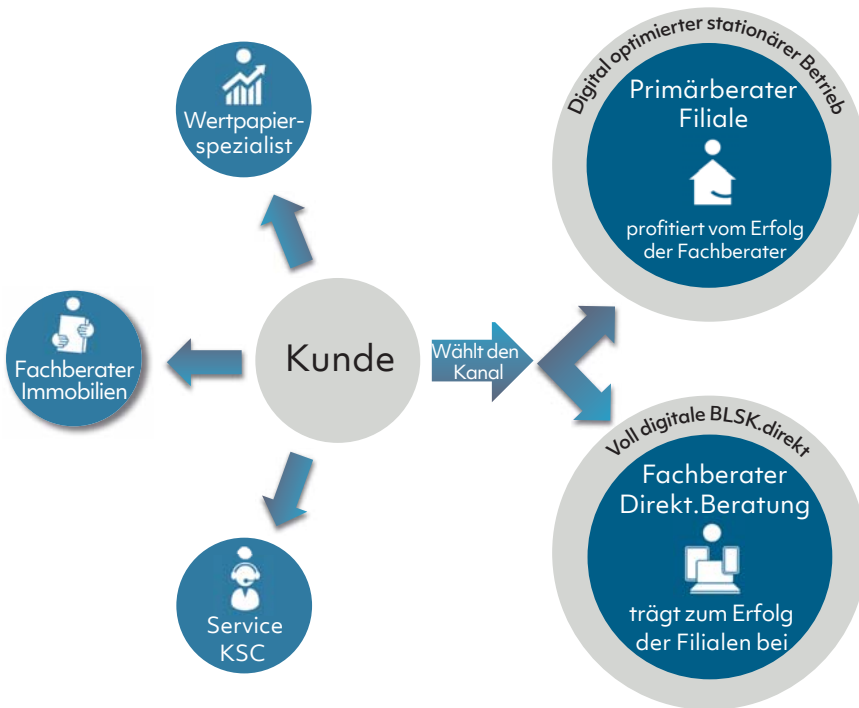 Wertpapier-
spezialist
Fachberater
Immobilien
Service
KSC
Kunde
Wählt den
Kanal
Digital optimierter stationärer Betrieb
Primärberater
Filiale
profitiert vom Erfolg
der Fachberater
Voll digitale BLSK.direkt
Fachberater
Direkt.Beratung
trägt zum Erfolg
der Filialen bei